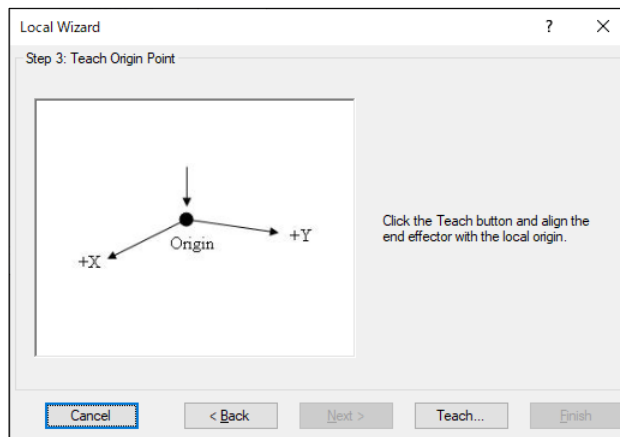 Local Wizard
?
Step 3: Teach Origin Point
Origin
+X
+Y
Click the Teach button and align the
end effector with the local origin.
Cancel
< Back
Next >
Teach...
Finish